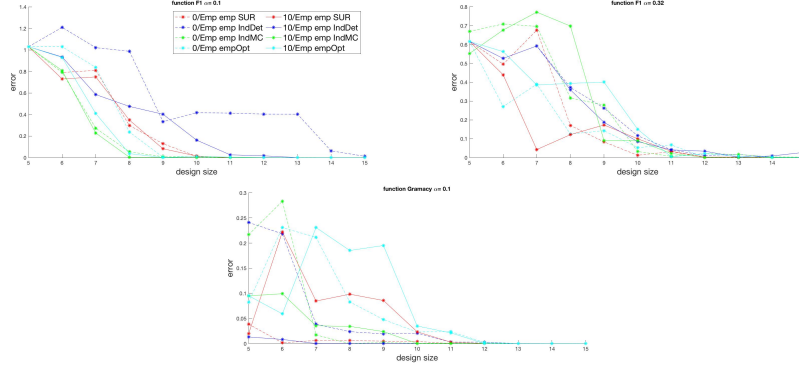 function F1 α= 0.1
1.4
1.2
1
0.8
0.6
0.4
0.2
0
error
5 6 7 8 9 10 11 12 13 14 15
design size
0/Emp emp SUR
0/Emp emp IndDet
0/Emp emp IndMC
0/Emp empOpt
10/Emp emp SUR
10/Emp emp IndDet
10/Emp emp IndMC
10/Emp empOpt
function F1 α= 0.32
0.8
0.7
0.6
0.5
0.4
0.3
0.2
0.1
0
error
5 6 7 8 9 10 11 12 13 14
design size
function Gramacy α= 0.1
0.3
0.25
0.2
0.15
0.1
0.05
0
error
5 6 7 8 9 10 11 12 13 14 15
design size